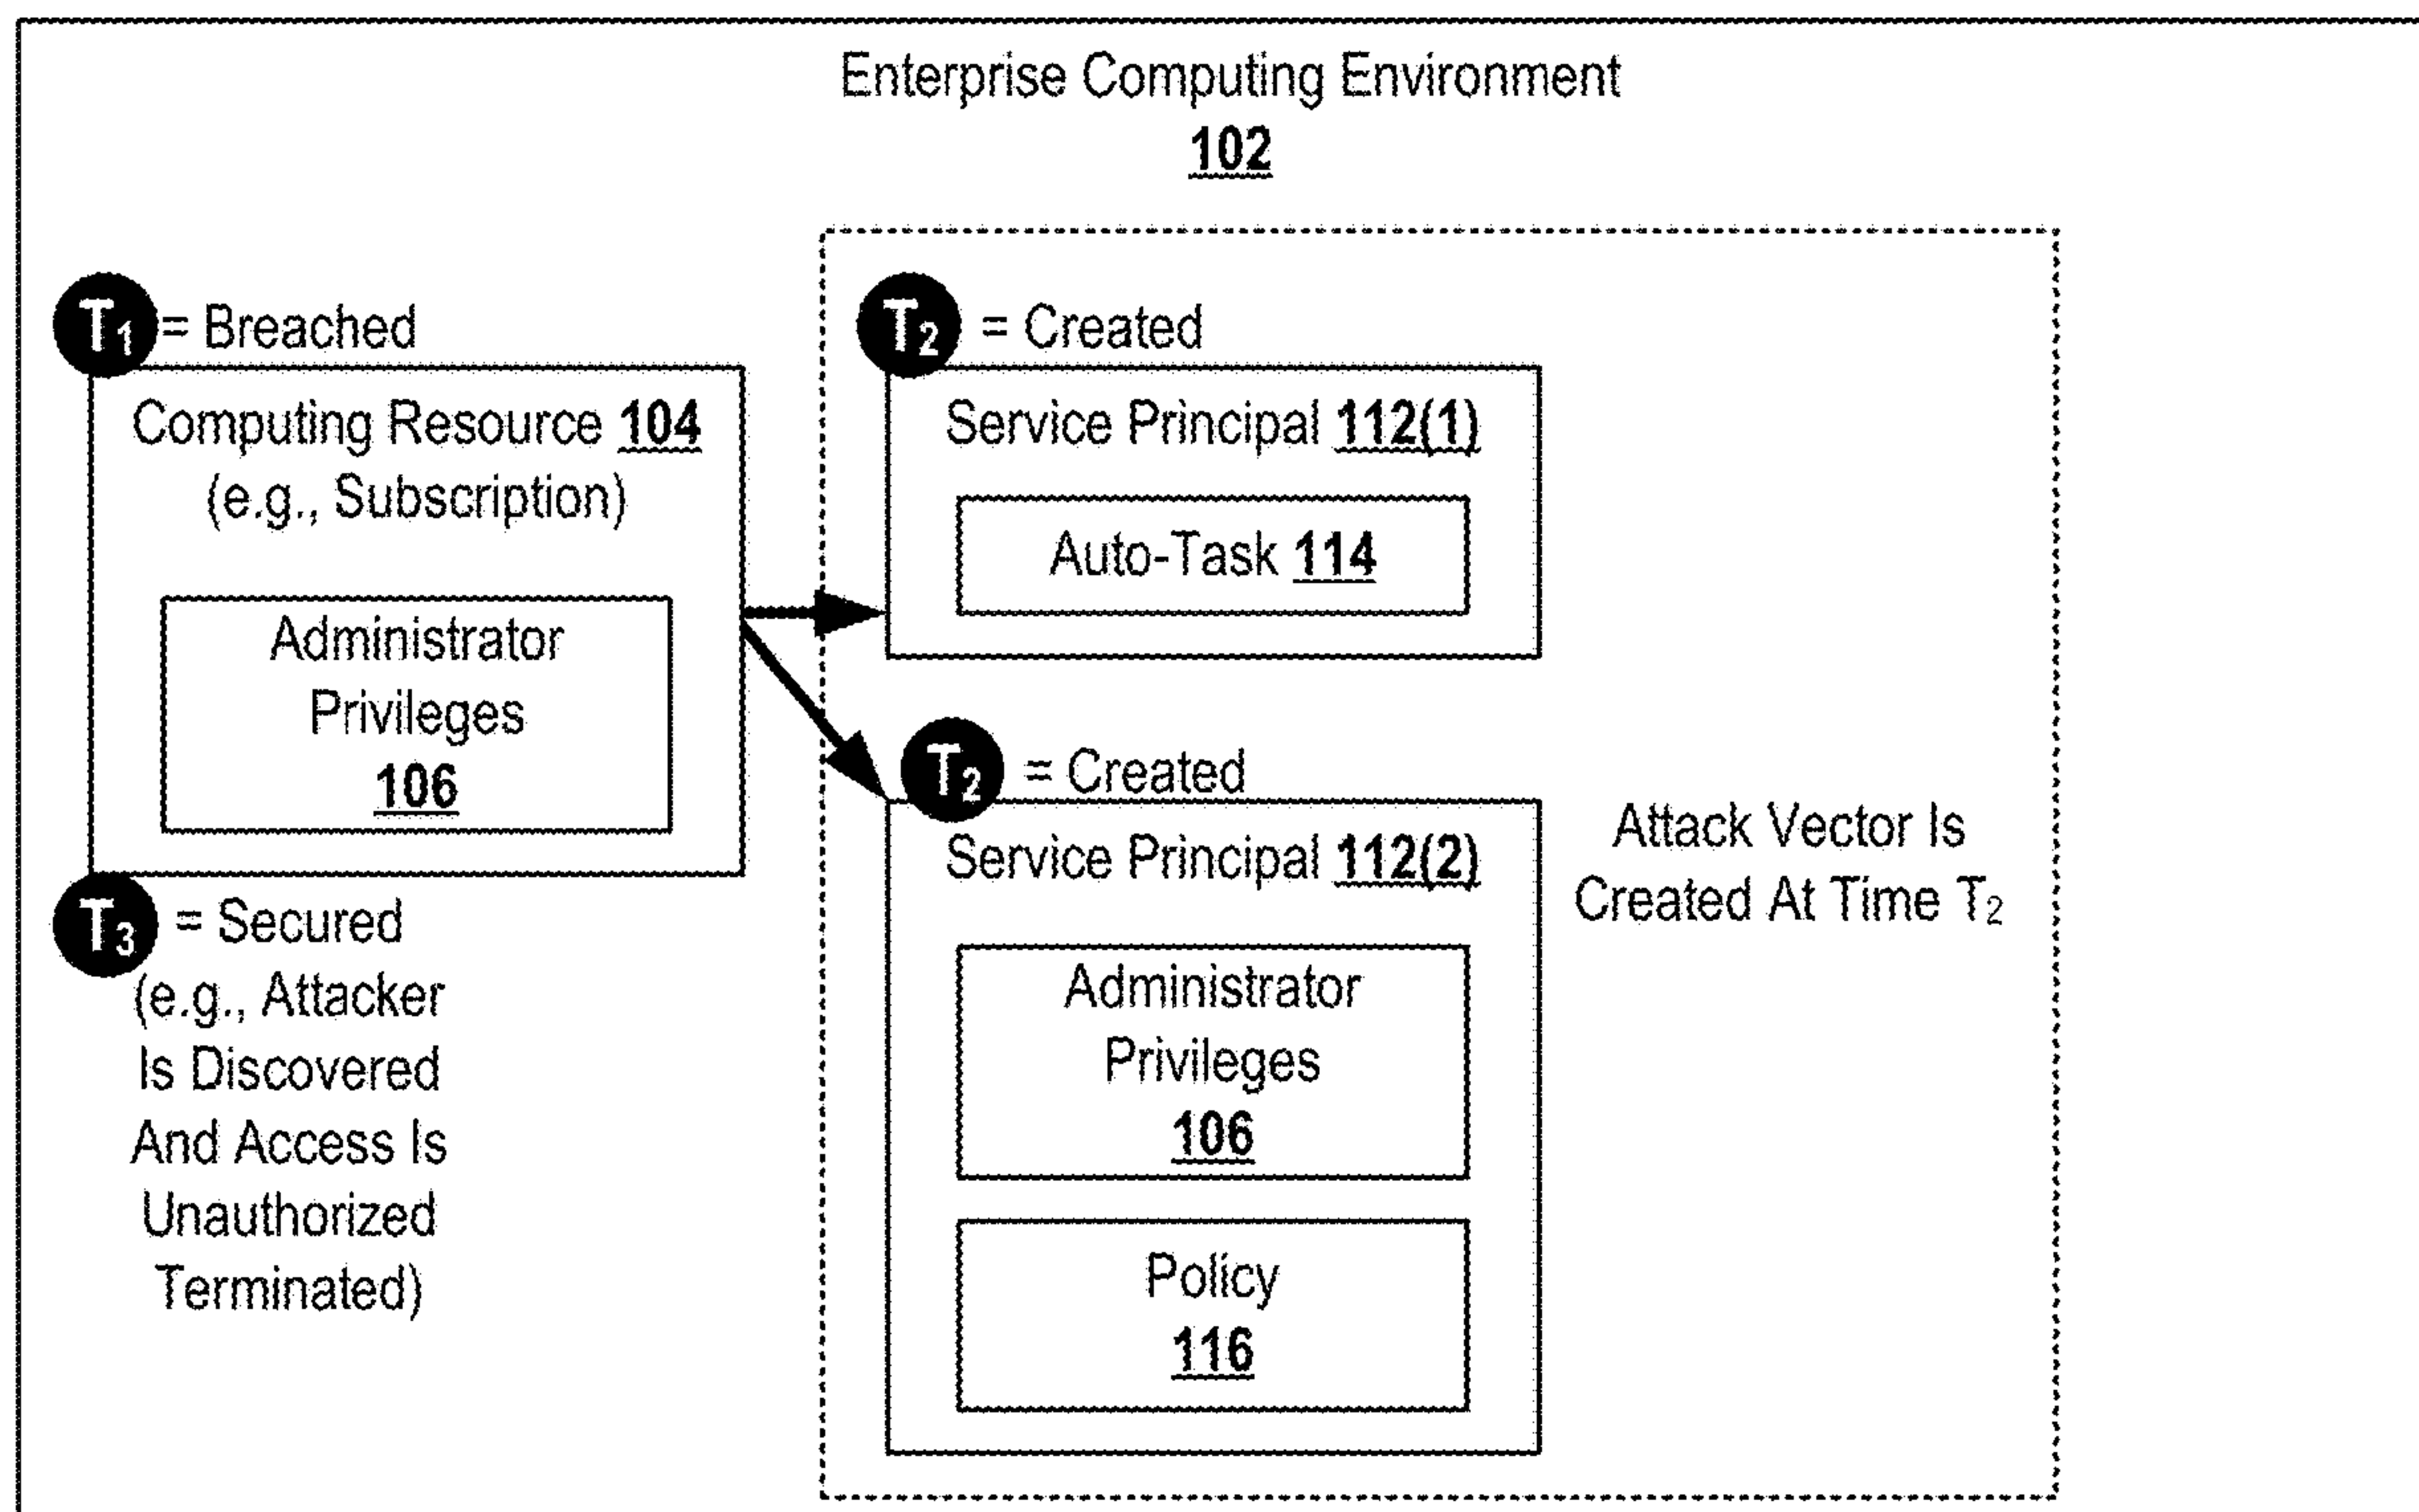 Enterprise Computing Environment
102
T1 = Breached
Computing Resource 104
(e.g., Subscription)
Administrator
Privileges
106
T3 = Secured
(e.g., Attacker
Is Discovered
And Access Is
Unauthorized
Terminated)
T2 = Created
Service Principal 112(1)
Auto-Task 114
T2 = Created
Service Principal 112(2)
Administrator
Privileges
106
Policy
116
Attack Vector Is
Created At Time T2